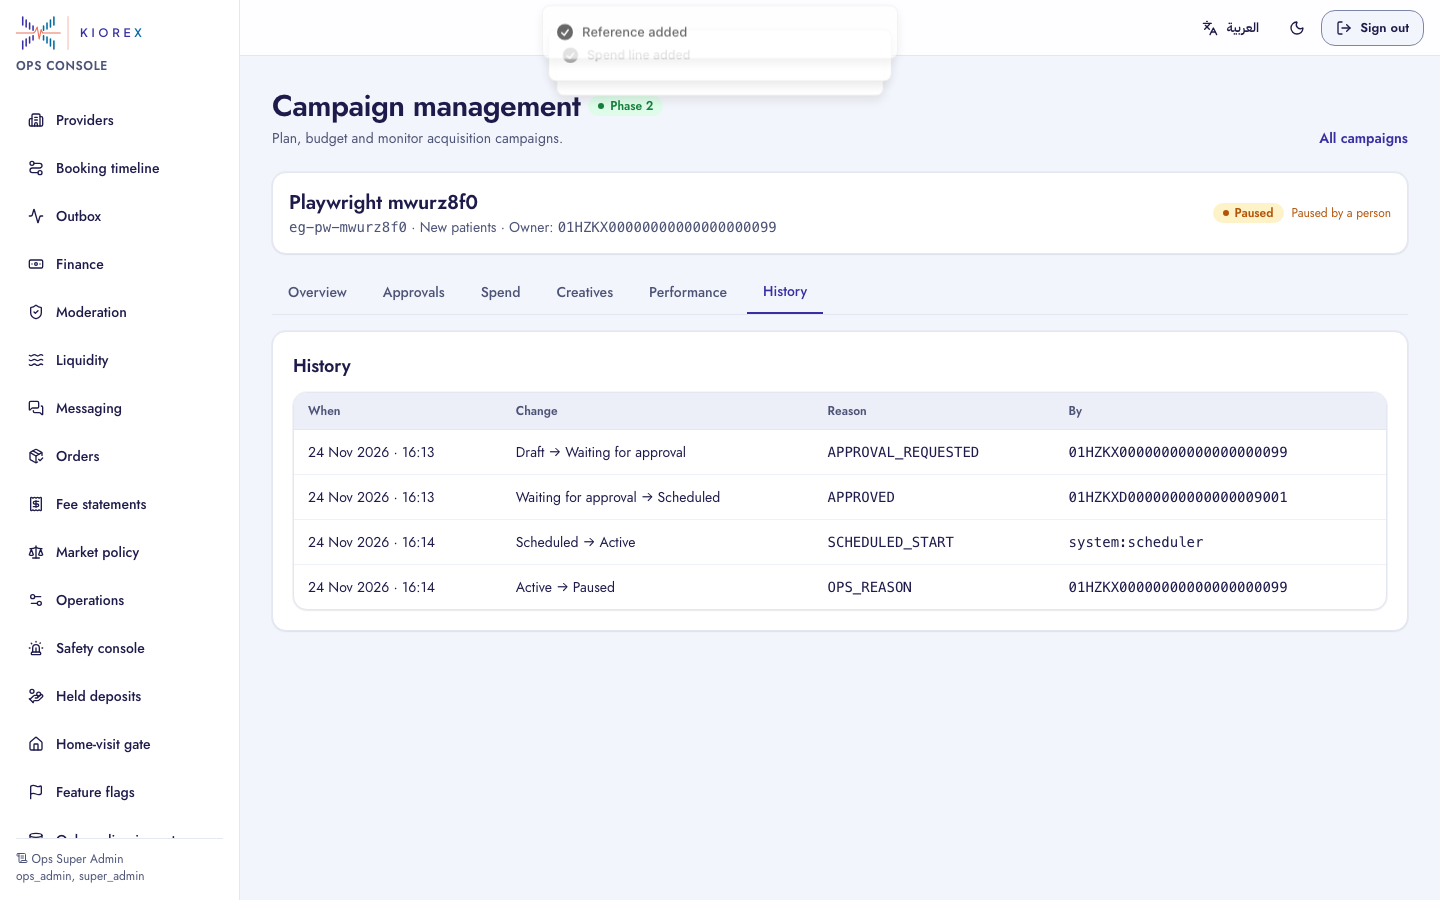 KIOREX
OPS CONSOLE
Providers
Booking timeline
Outbox
Finance
Moderation
Liquidity
Messaging
Orders
Fee statements
Market policy
Operations
Safety console
Held deposits
Home-visit gate
Feature flags
Ops Super Admin
ops_admin, super_admin
Reference added
Spend line added
العربية
Sign out
Campaign management
Phase 2
Plan, budget and monitor acquisition campaigns.
All campaigns
Playwright mwurz8f0
eg-pw-mwurz8f0 · New patients · Owner: 01HZKX00000000000000000099
Paused
Paused by a person
Overview
Approvals
Spend
Creatives
Performance
History
History
When Change Reason By
24 Nov 2026 · 16:13 Draft → Waiting for approval APPROVAL_REQUESTED 01HZKX00000000000000000099
24 Nov 2026 · 16:13 Waiting for approval → Scheduled APPROVED 01HZKXD0000000000000009001
24 Nov 2026 · 16:14 Scheduled → Active SCHEDULED_START system:scheduler
24 Nov 2026 · 16:14 Active → Paused OPS_REASON 01HZKX00000000000000000099